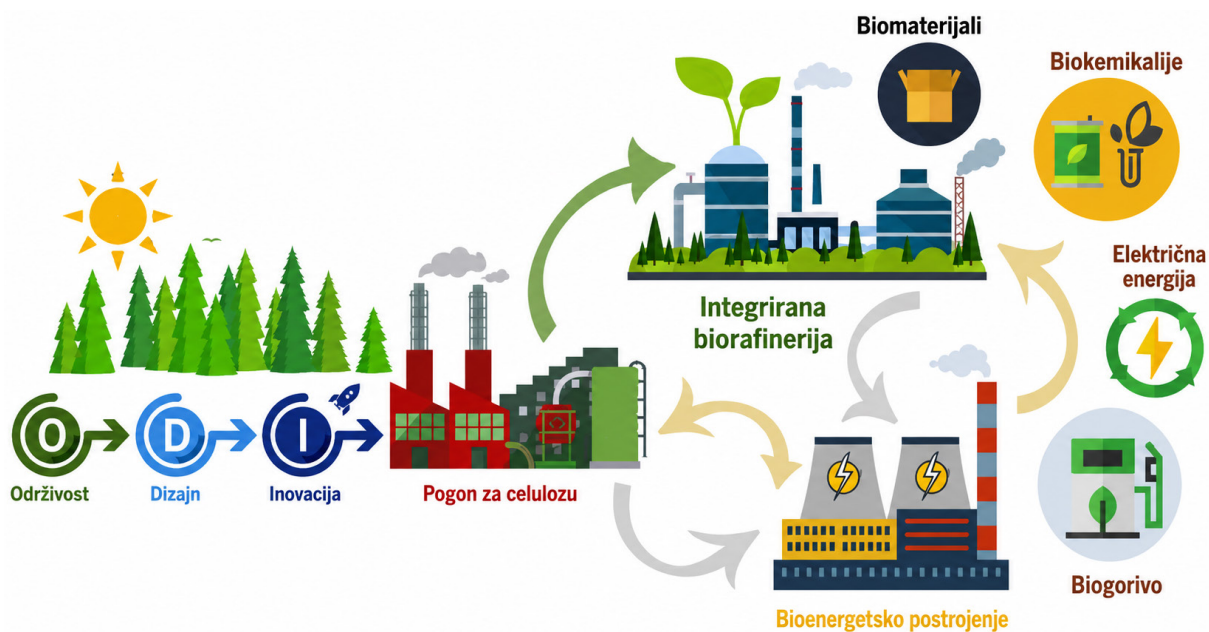 Biomaterijali
Biokemikalije
Električna
energija
Integrirana
biorafinerija
O
D
I
Održivost
Dizajn
Inovacija
Pogon za celulozu
Biogorivo
Bioenergetsko postrojenje